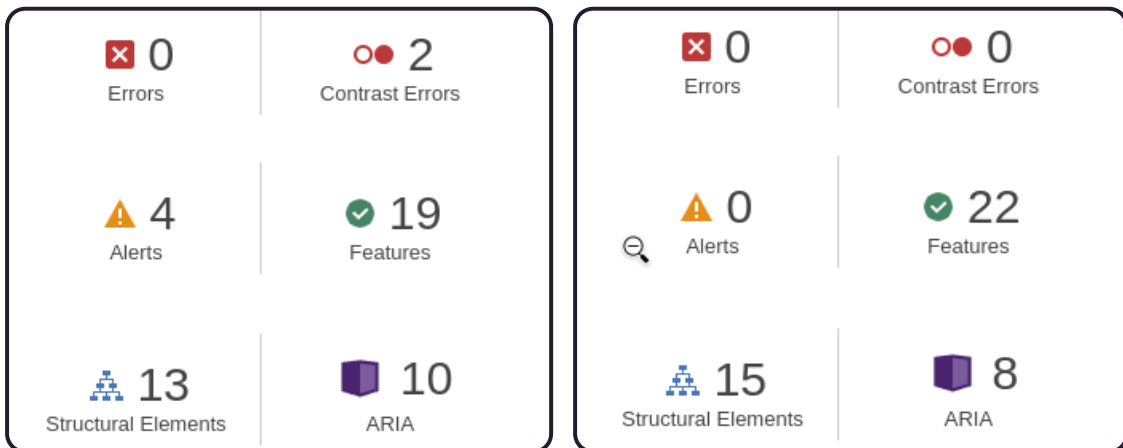 0
Errors
2
Contrast Errors
4
Alerts
19
Features
13
Structural Elements
10
ARIA
0
Errors
0
Contrast Errors
0
Alerts
22
Features
15
Structural Elements
8
ARIA